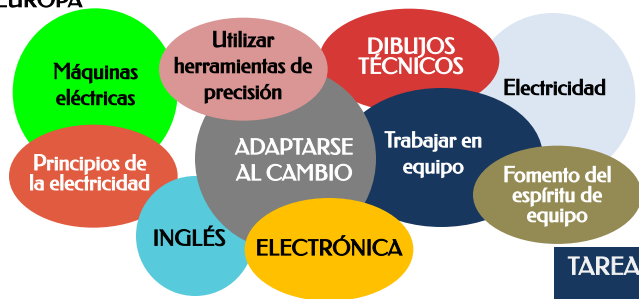 EUROPA
Utilizar
herramientas de
precisión
DIBUJOS
TÉCNICOS
Máquinas
eléctricas
Electricidad
ADAPTARSE
AL CAMBIO
Trabajar en
equipo
Principios de
la electricidad
Fomento del
espíritu de
equipo
INGLÉS
ELECTRÓNICA
TAREA